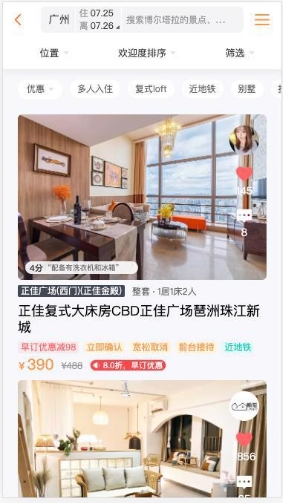 广州 住 07.25 搜索博尔塔拉的景点、...
离 07.26
位置 欢迎度排序 筛选
优惠 多人入住 复式loft 近地铁 别墅
145
8
4分 "配备有洗衣机和冰箱"
正佳广场(西门)(正佳金殿) 整套·1居1床2人
正佳复式大床房CBD正佳广场琶洲珠江新
城
早订优惠减98 立即确认 宽松取消 前台接待 近地铁
¥390 ¥488 8.0折，早订优惠
856